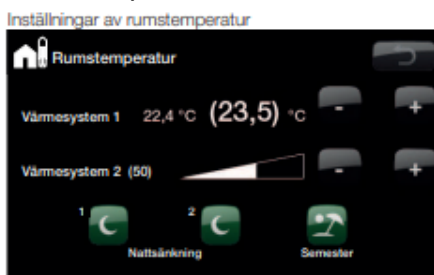 Inställningar av rumstemperatur
Rumstemperatur
Värmesystem 1 22,4 °C (23,5) °C - +
Värmesystem 2 (50) - +
1 2
Nattsänkning Semester